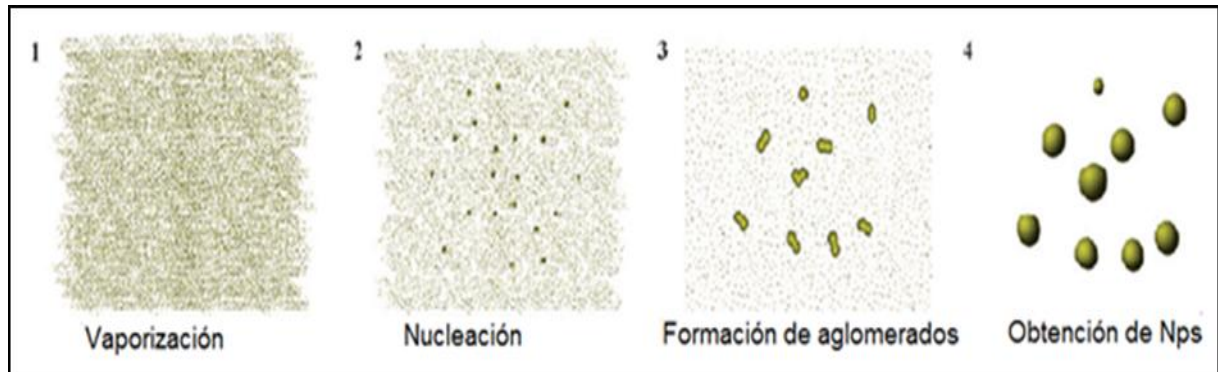 1
2
3
4
Vaporización
Nucleación
Formación de aglomerados
Obtención de Nps